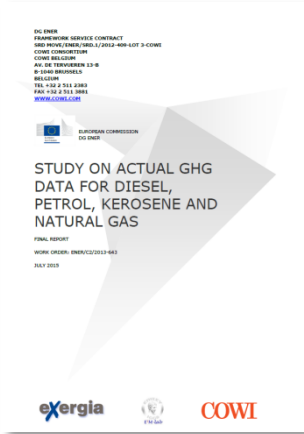 DG ENER
FRAMEWORK SERVICE CONTRACT
SRD MOVE/ENER/SRD.1/2012-409-LOT 3-COWI
COWI CONSORTIUM
COWI BELGIUM
AV. DE TERVUEREN 13-B
B-1040 BRUSSELS
BELGIUM
TEL +32 2 511 2383
FAX +32 2 511 3881
WWW.COWI.COM
EUROPEAN COMMISSION
DG ENER
STUDY ON ACTUAL GHG
DATA FOR DIESEL,
PETROL, KEROSENE AND
NATURAL GAS
FINAL REPORT
WORK ORDER: ENER/C2/2013-643
JULY 2015
exergia
COWI